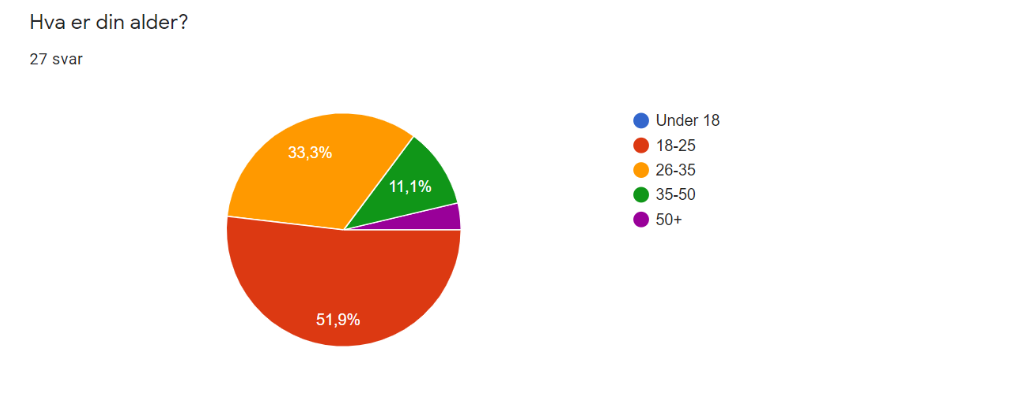 Hva er din alder?
27 svar
33,3%
11,1%
51,9%
Under 18
18-25
26-35
35-50
50+